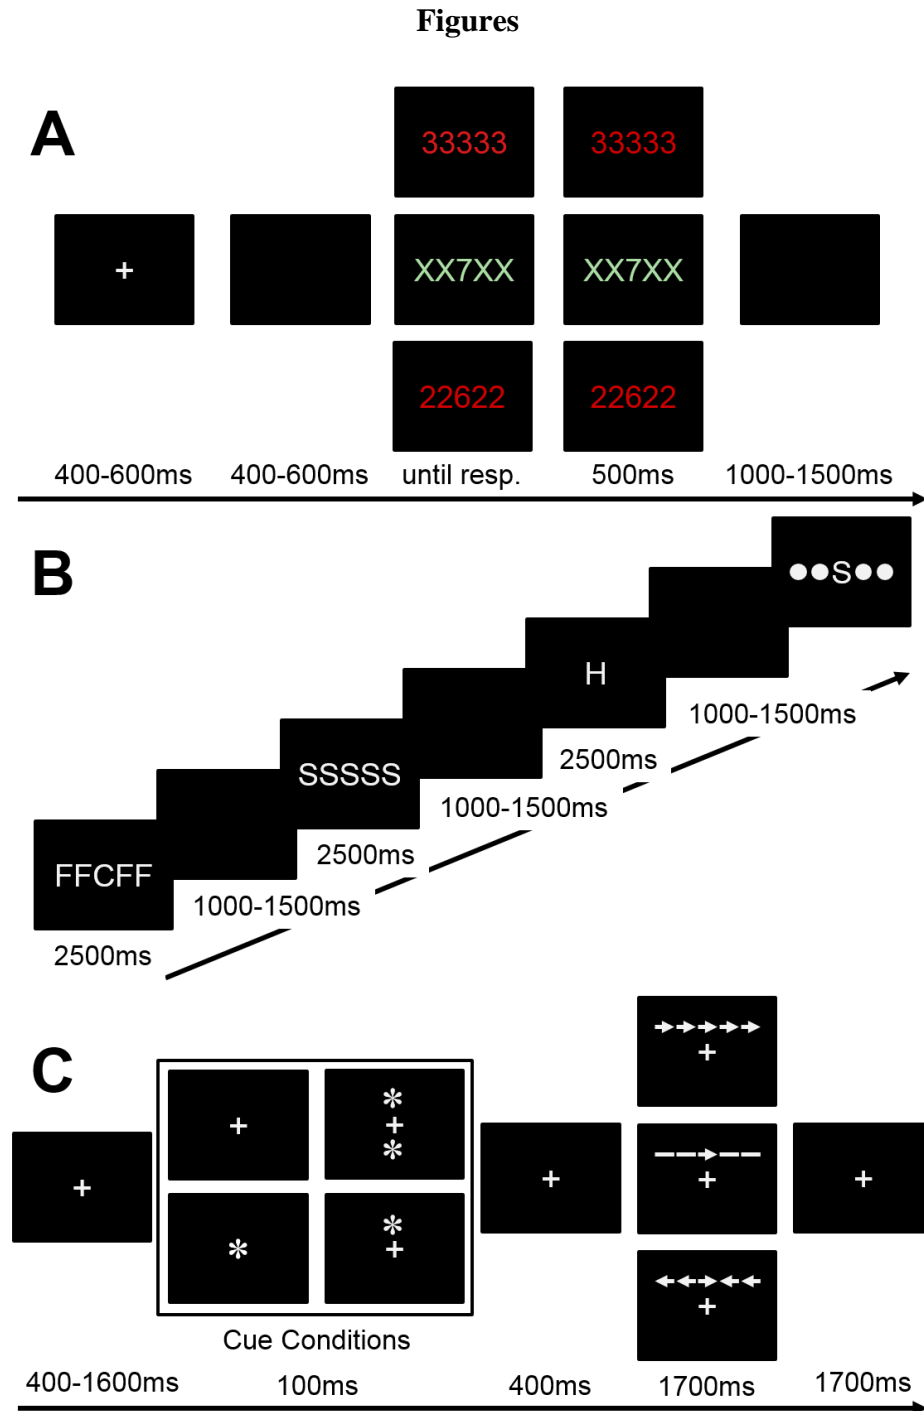 Figures
A
33333 33333
+ XX7XX XX7XX
22622 22622
400-600ms 400-600ms until resp. 500ms 1000-1500ms
B
FFCFF
2500ms
1000-1500ms
SSSSS
2500ms
1000-1500ms
H
2500ms
1000-1500ms
●●S●●
C
+
+
*
+
*
*
*
+
Cue Conditions
+
+
+
+
+
400-1600ms 100ms 400ms 1700ms 1700ms